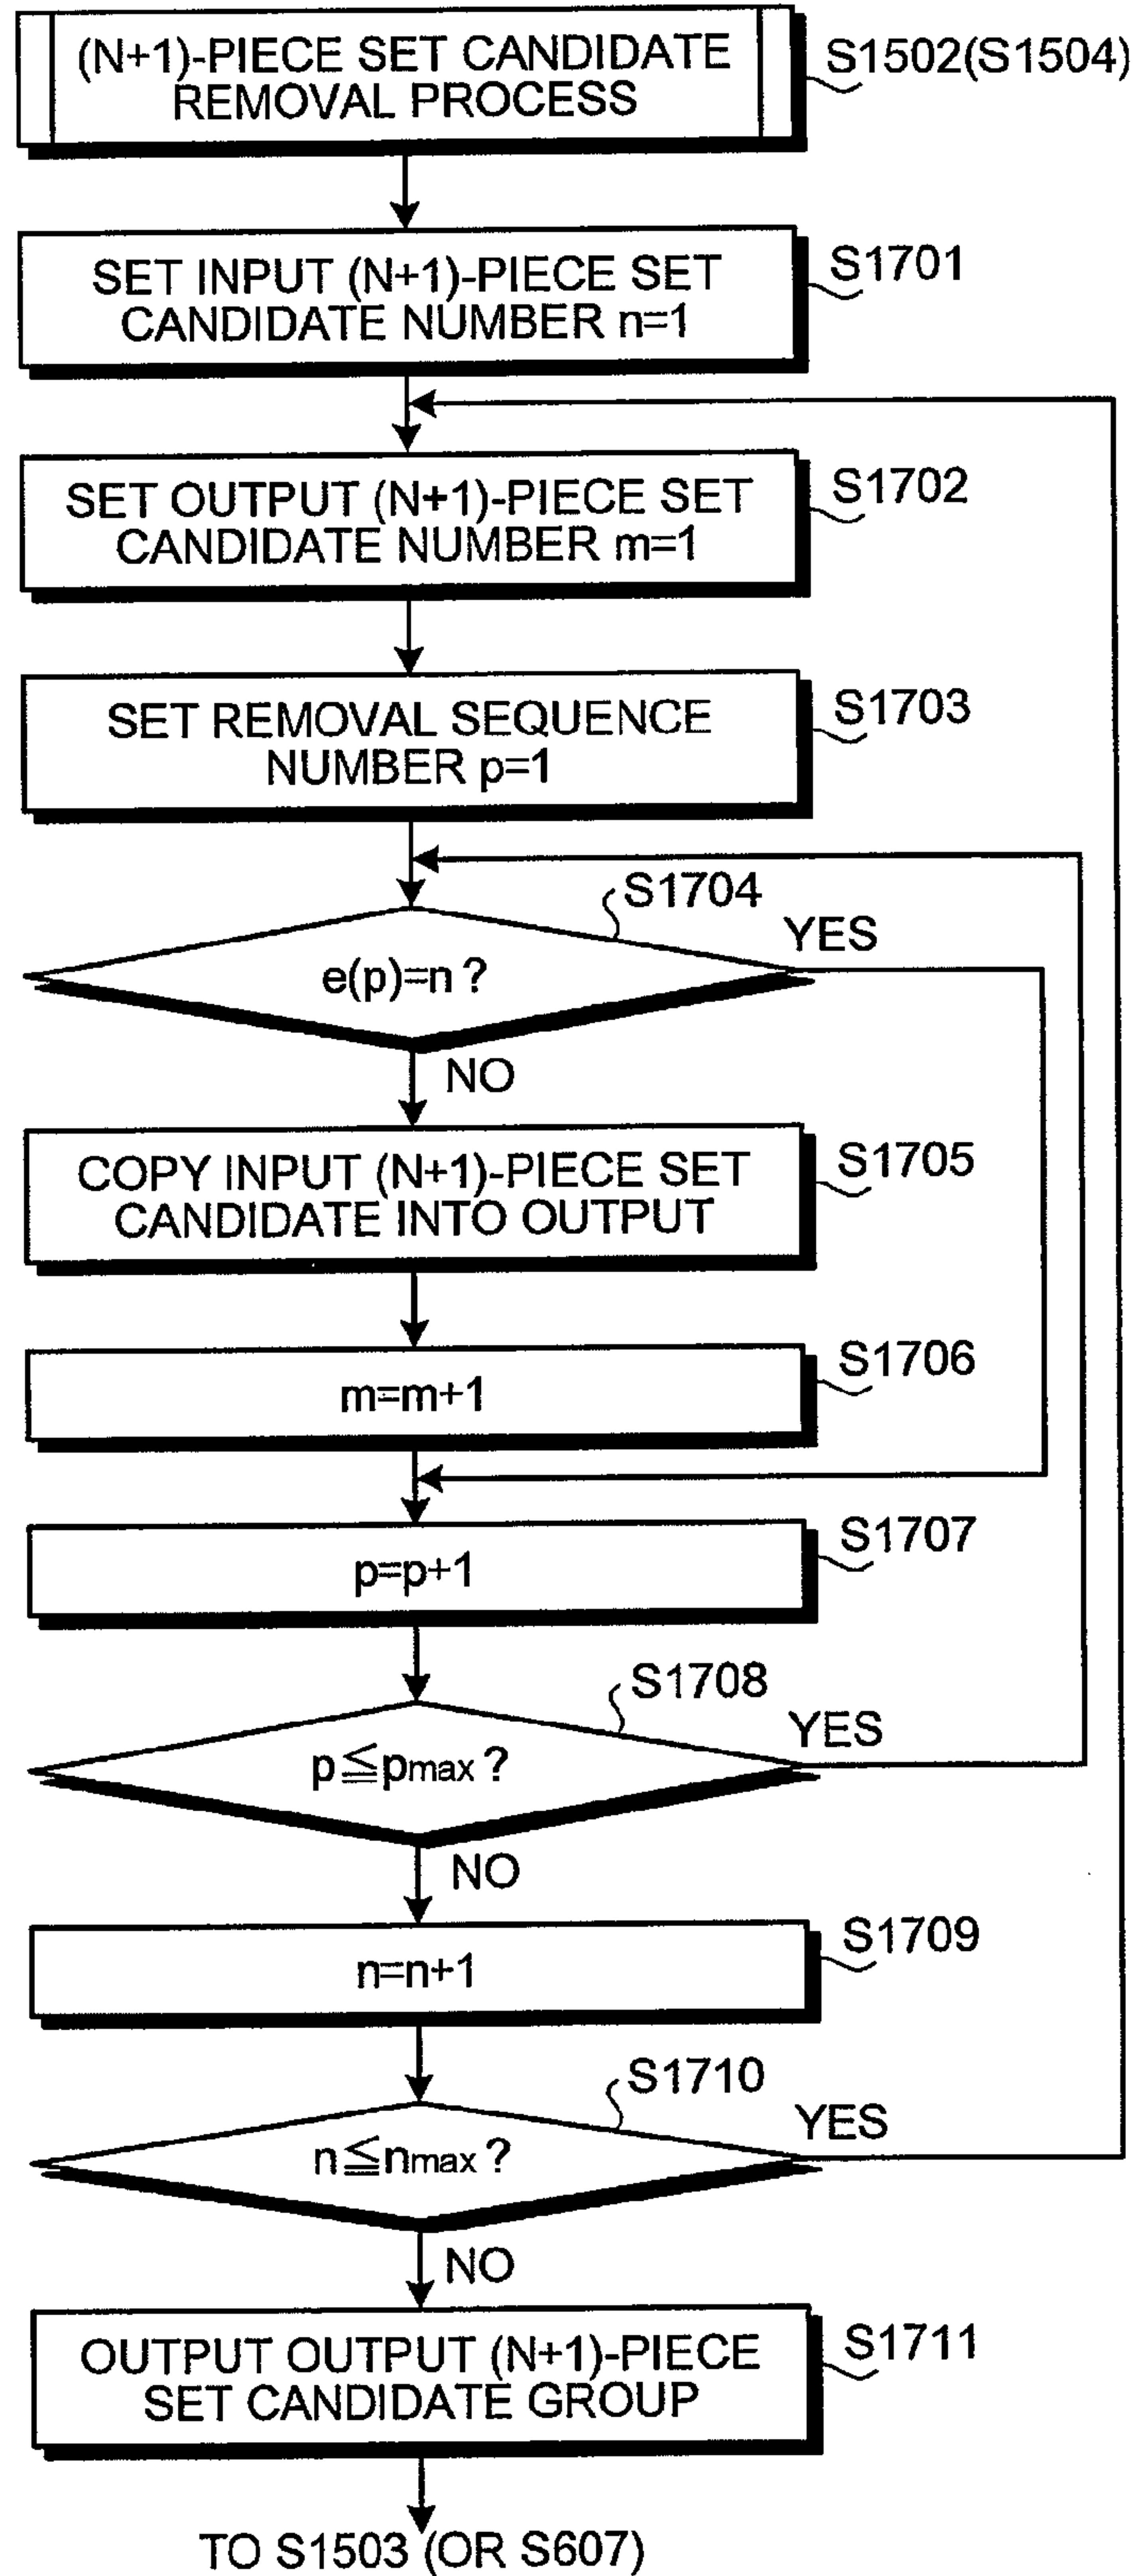 (N+1)-PIECE SET CANDIDATE
REMOVAL PROCESS
S1502(S1504)
SET INPUT (N+1)-PIECE SET
CANDIDATE NUMBER n=1
S1701
SET OUTPUT (N+1)-PIECE SET
CANDIDATE NUMBER m=1
S1702
SET REMOVAL SEQUENCE
NUMBER p=1
S1703
S1704
YES
e(p)=n ?
NO
COPY INPUT (N+1)-PIECE SET
CANDIDATE INTO OUTPUT
S1705
m=m+1
S1706
p=p+1
S1707
S1708
YES
p≦pmax ?
NO
n=n+1
S1709
S1710
YES
n≦nmax ?
NO
OUTPUT OUTPUT (N+1)-PIECE
SET CANDIDATE GROUP
S1711
TO S1503 (OR S607)